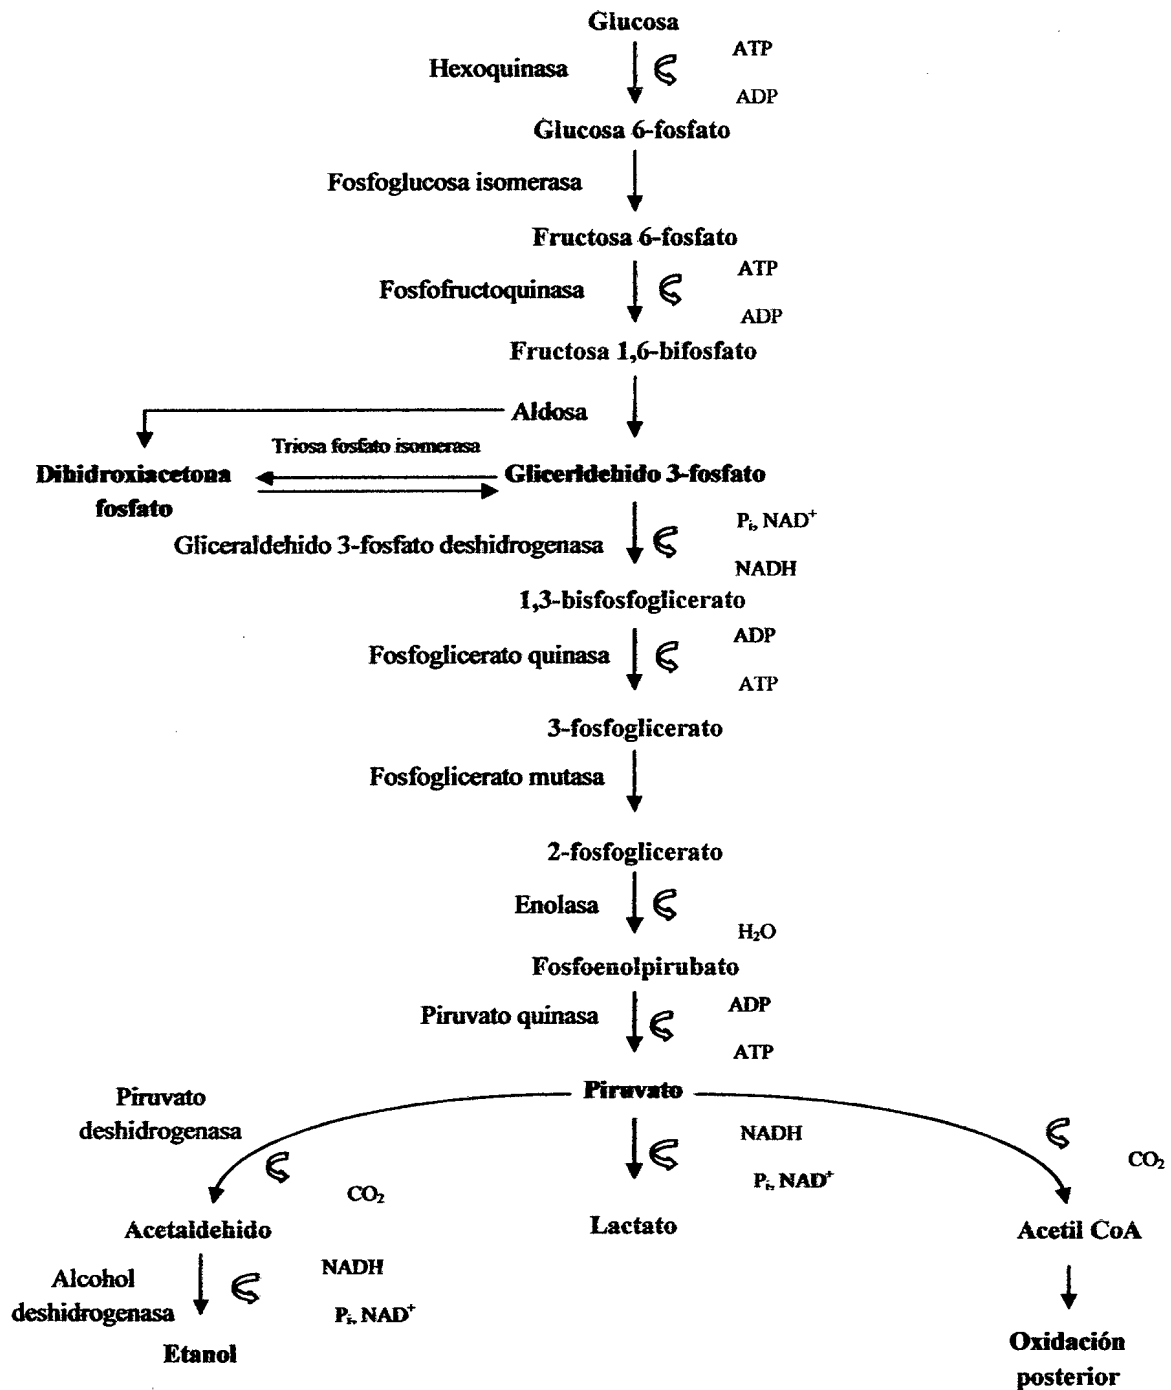 Glucosa
ATP
Hexoquinasa
ADP
Glucosa 6-fosfato
Fosfoglucosa isomerasa
Fructosa 6-fosfato
ATP
Fosfofructoquinasa
ADP
Fructosa 1,6-bifosfato
Aldosa
Triosa fosfato isomerasa
Dihidroxiacetona
fosfato
Gliceraldehido 3-fosfato
Pi, NAD+
Gliceraldehido 3-fosfato deshidrogenasa
NADH
1,3-bisfosfoglicerato
ADP
Fosfoglicerato quinasa
ATP
3-fosfoglicerato
Fosfoglicerato mutasa
2-fosfoglicerato
Enolasa
H₂O
Fosfoenolpirubato
ADP
Piruvato quinasa
ATP
Piruvato
Piruvato
deshidrogenasa
CO₂
NADH
Pi, NAD+
CO₂
Acetaldehido
Lactato
Acetil CoA
Alcohol
deshidrogenasa
NADH
Pi, NAD+
Etanol
Oxidación
posterior